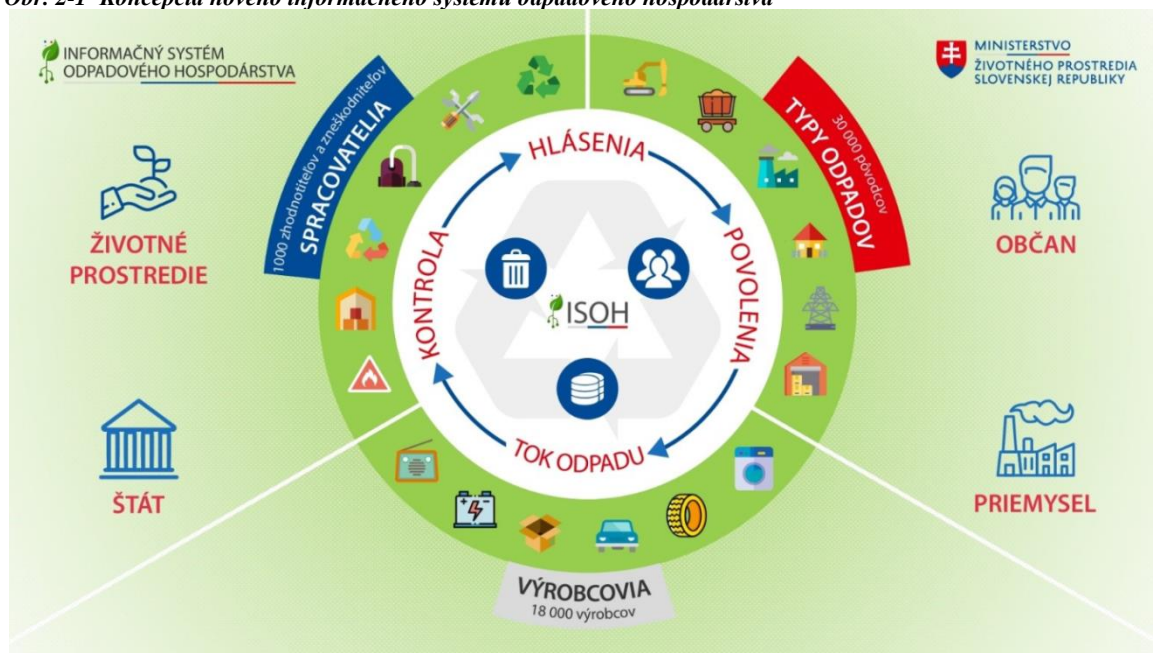 Obr. 2-1 Koncepcia nového informačného systému odpadového hospodárstva
INFORMAČNÝ SYSTÉM
ODPADOVÉHO HOSPODÁRSTVA
MINISTERSTVO
ŽIVOTNÉHO PROSTREDIA
SLOVENSKEJ REPUBLIKY
1000 zhodnotiteľov a zneškodniteľov
SPRACOVATELIA
30 000 pôvodcov
TYPY ODPADOV
HLÁSENIA
POVOLENIA
TOK ODPADU
KONTROLA
ISOH
ŽIVOTNÉ
PROSTREDIE
OBČAN
ŠTÁT
PRIEMYSEL
VÝROBCOVIA
18 000 výrobcov